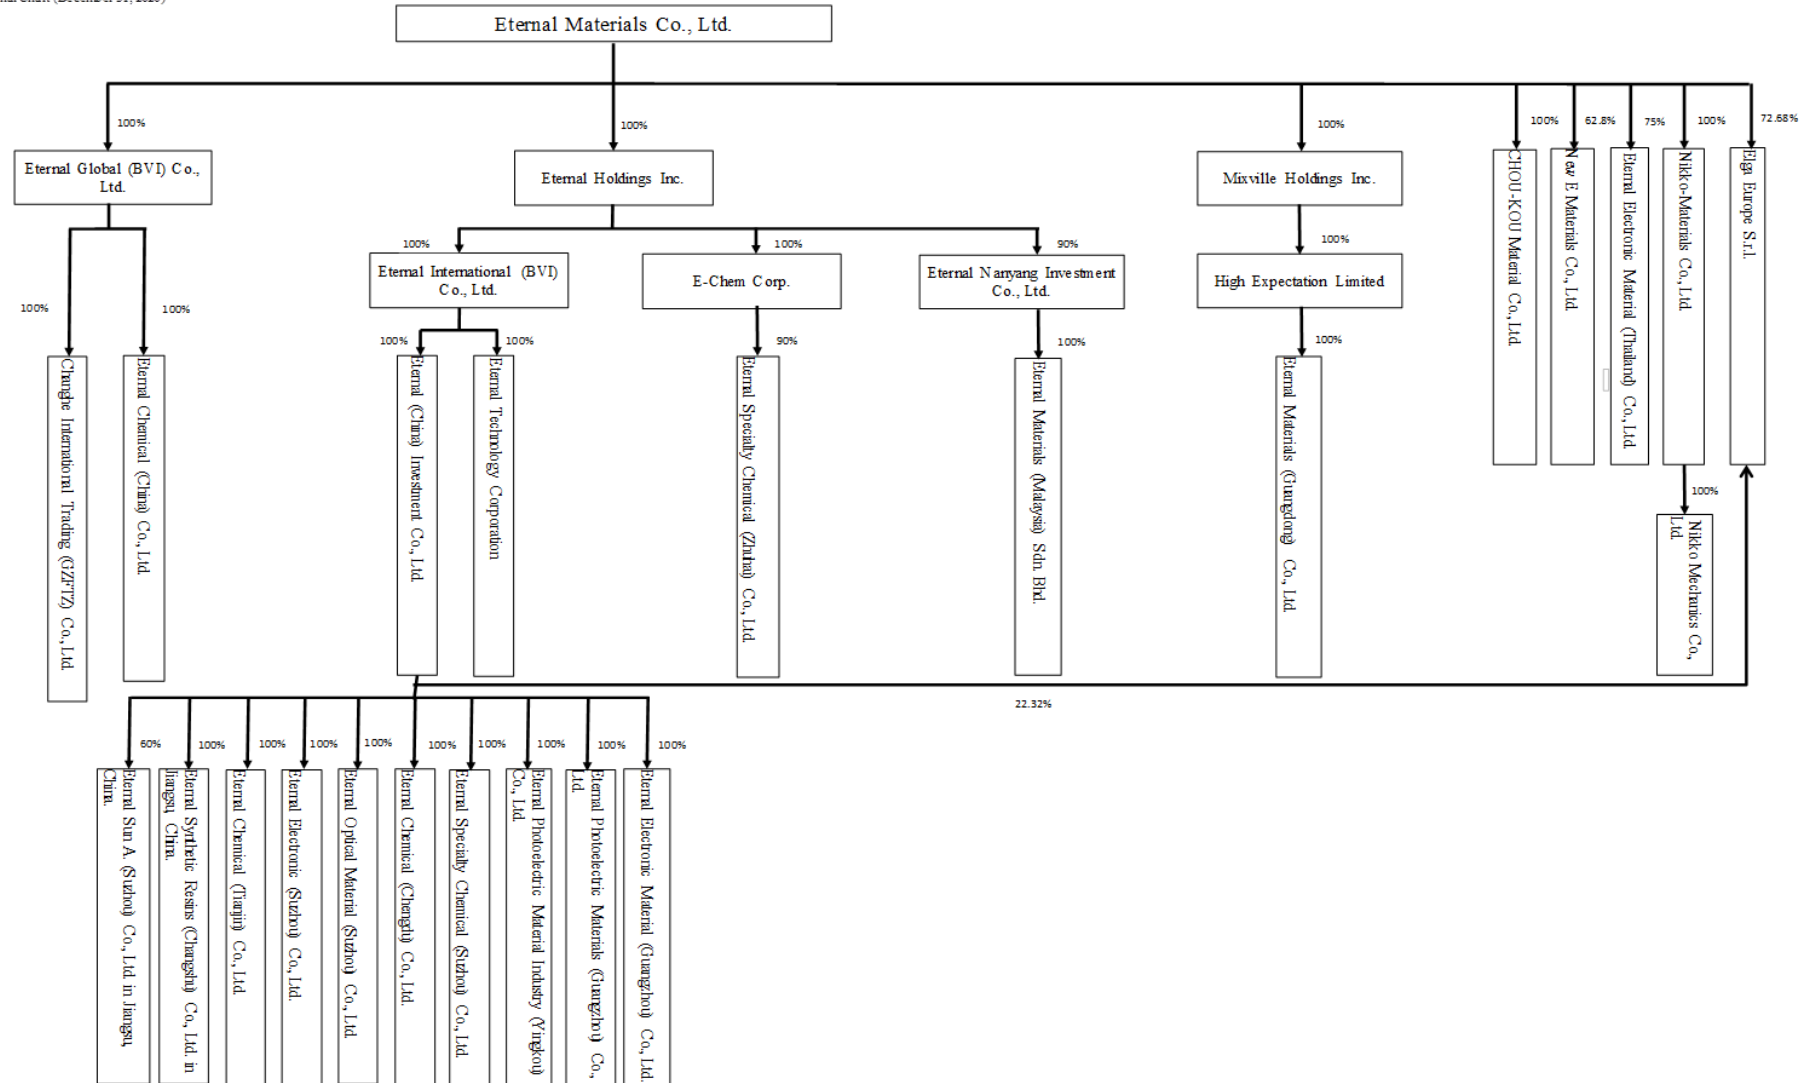 Eternal Materials Co., Ltd.
100%
100%
100%
100%
62.8%
75%
100%
72.68%
Eternal Global (BVI) Co.,
Ltd.
Eternal Holdings Inc.
Mixville Holdings Inc.
CHOU-KOU Material Co., Ltd.
New E Materials Co., Ltd.
Eternal Electronic Material (Thailand) Co., Ltd.
Nikko-Materials Co., Ltd.
Elga Europe S.r.l.
100%
100%
90%
100%
Eternal International (BVI)
Co., Ltd.
E-Chem Corp.
Eternal Nanyang Investment
Co., Ltd.
High Expectation Limited
100%
100%
100%
100%
90%
100%
100%
Changhe International Trading (GZFTZ) Co., Ltd.
Eternal Chemical (China) Co., Ltd.
Eternal (China) Investment Co., Ltd.
Eternal Technology Corporation
Eternal Specialty Chemical (Zhuhai) Co., Ltd.
Eternal Materials (Malaysia) Sdn. Bhd.
Eternal Materials (Guangdong) Co., Ltd.
100%
Nikko Mechanics Co.,
Ltd.
22.32%
60%
100%
100%
100%
100%
100%
100%
100%
100%
100%
Eternal Sun A. (Suzhou) Co., Ltd. in Jiangsu,
China.
Eternal Synthetic Resins (Changshu) Co., Ltd. in
Jiangsu, China.
Eternal Chemical (Tianjin) Co., Ltd.
Eternal Electronic (Suzhou) Co., Ltd.
Eternal Optical Material (Suzhou) Co., Ltd.
Eternal Chemical (Chengdu) Co., Ltd.
Eternal Specialty Chemical (Suzhou) Co., Ltd.
Eternal Photoelectric Material Industry (Yingkou)
Co., Ltd.
Eternal Photoelectric Materials (Guangzhou) Co.,
Ltd.
Eternal Electronic Material (Guangzhou) Co., Ltd.